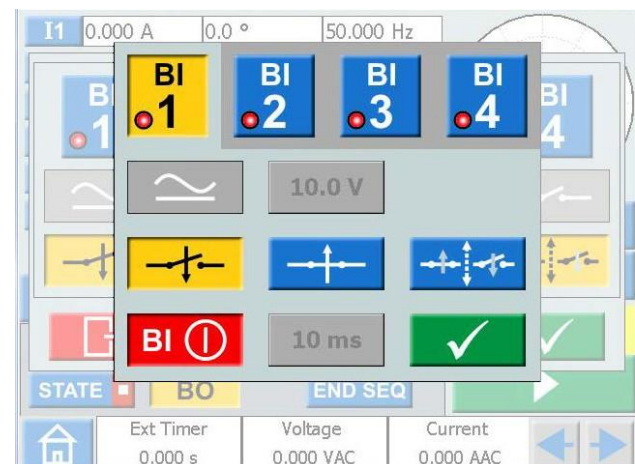 I1 0.000 A 0.0 ° 50.000 Hz
BI 1 BI 2 BI 3 BI 4
BI 1
BI 4
10.0 V
BI 10 ms
STATE BO END SEQ
Ext Timer Voltage Current
0.000 s 0.000 VAC 0.000 AAC